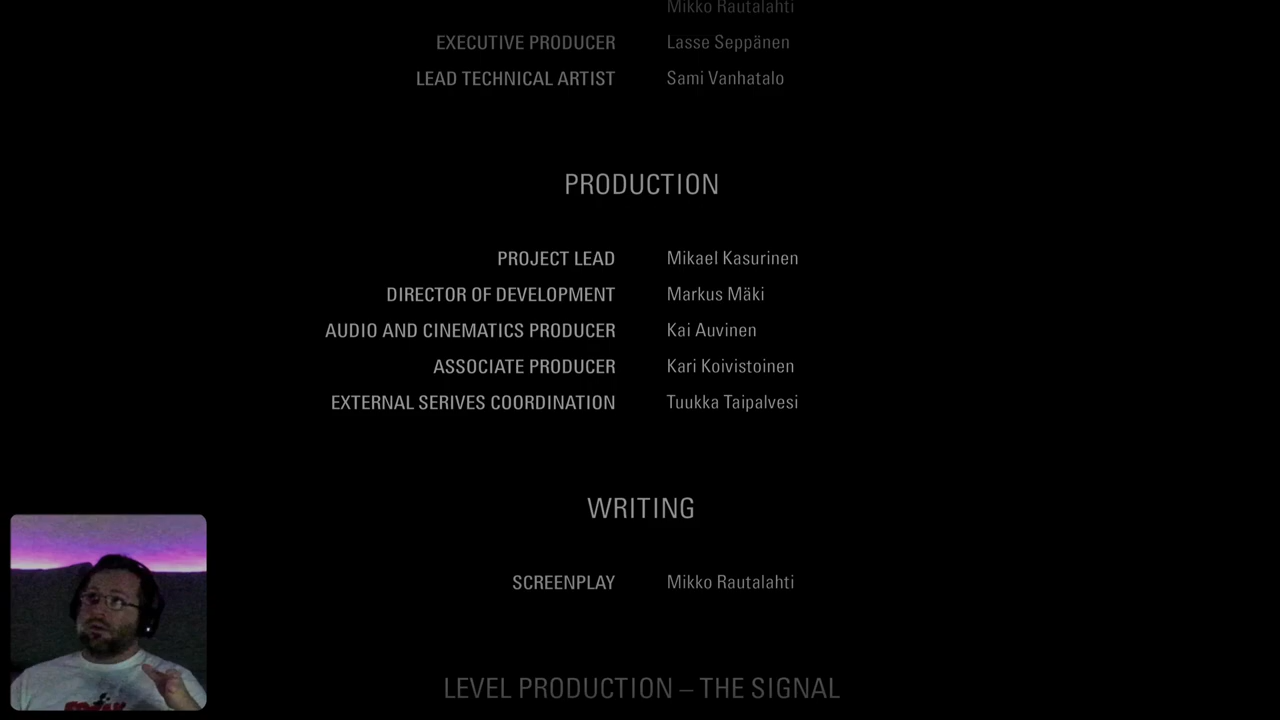 Mikko Rautalahti
EXECUTIVE PRODUCER Lasse Seppänen
LEAD TECHNICAL ARTIST Sami Vanhatalo
PRODUCTION
PROJECT LEAD Mikael Kasurinen
DIRECTOR OF DEVELOPMENT Markus Mäki
AUDIO AND CINEMATICS PRODUCER Kai Auvinen
ASSOCIATE PRODUCER Kari Koivistoinen
EXTERNAL SERIVES COORDINATION Tuukka Taipalvesi
WRITING
SCREENPLAY Mikko Rautalahti
LEVEL PRODUCTION – THE SIGNAL